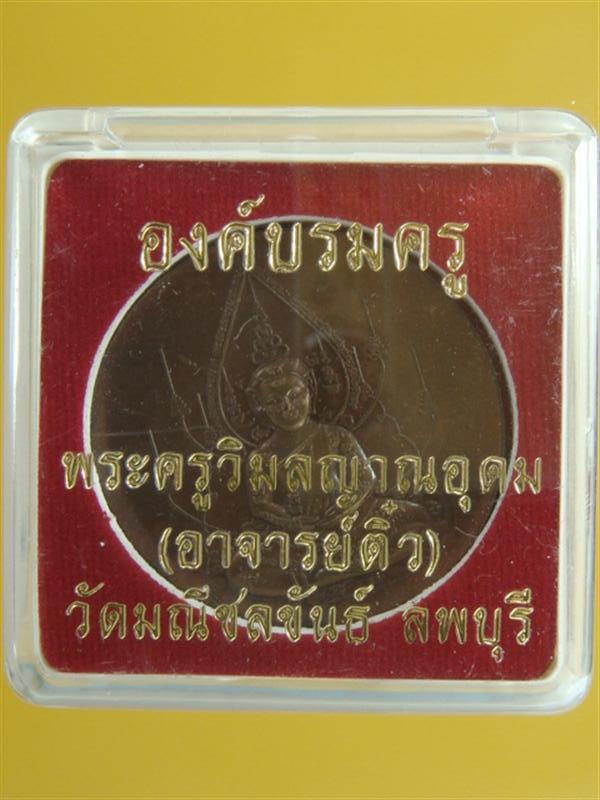 องค์บรมครู
พระครูวิมลญาณอุดม
(อาจารย์ติ๋ว)
วัดมณีชลขันธ์ ลพบุรี